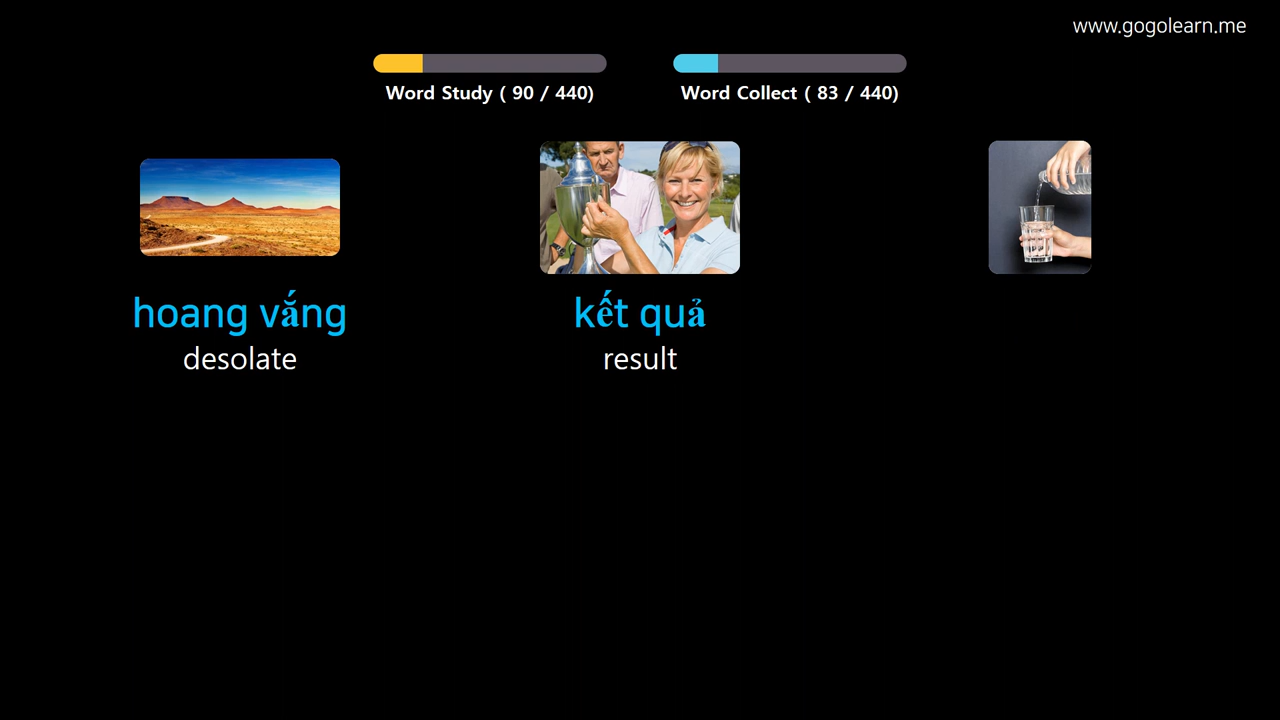 www.gogolearn.me
Word Study ( 90 / 440)
Word Collect ( 83 / 440)
hoang vắng
desolate
kết quả
result